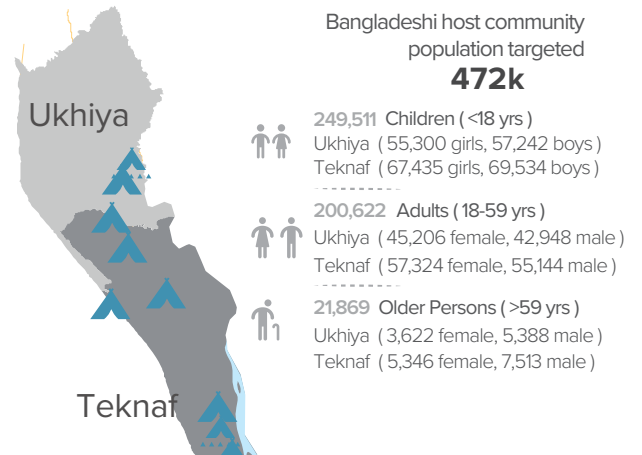 Bangladeshi host community
population targeted
472k
Ukhiya
249,511 Children ( <18 yrs )
Ukhiya ( 55,300 girls, 57,242 boys )
Teknaf ( 67,435 girls, 69,534 boys )
200,622 Adults ( 18-59 yrs )
Ukhiya ( 45,206 female, 42,948 male )
Teknaf ( 57,324 female, 55,144 male )
21,869 Older Persons ( >59 yrs )
Ukhiya ( 3,622 female, 5,388 male )
Teknaf ( 5,346 female, 7,513 male )
Teknaf